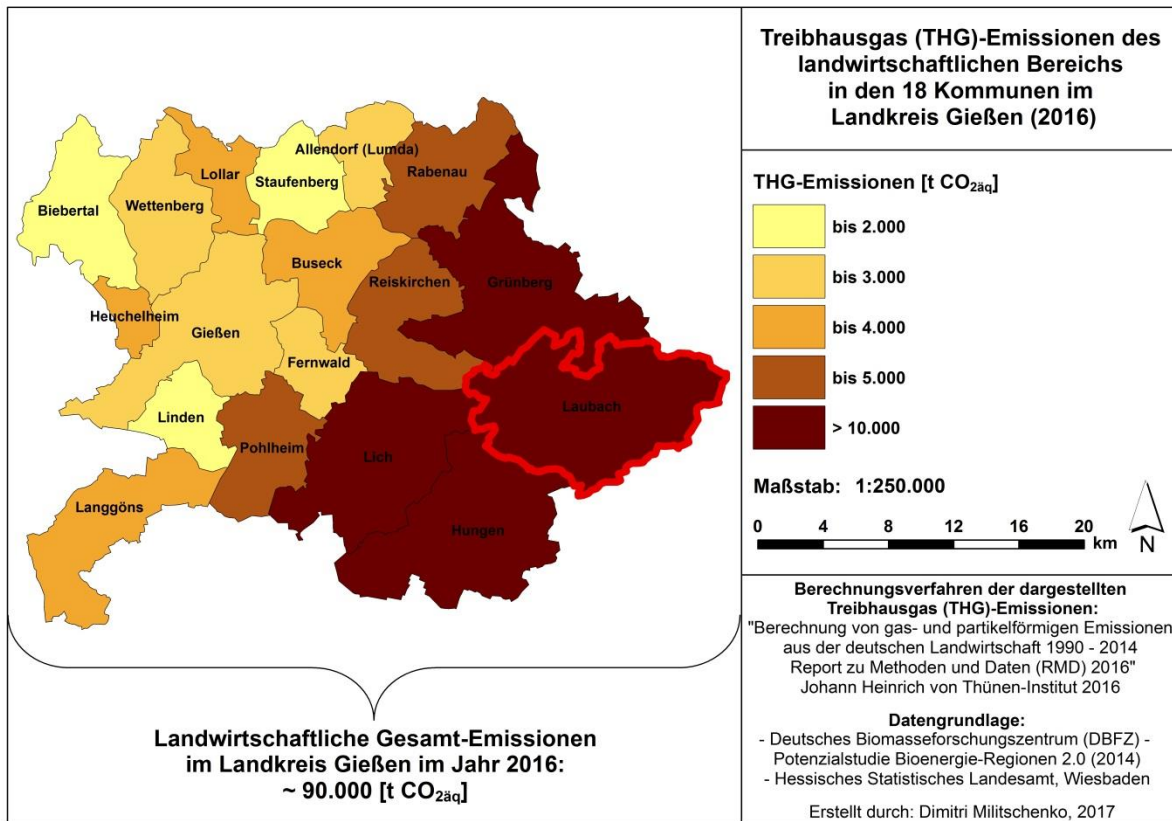 Treibhausgas (THG)-Emissionen des
landwirtschaftlichen Bereichs
in den 18 Kommunen im
Landkreis Gießen (2016)
Allendorf (Lumda)
Lollar
Rabenau
Staufenberg
Biebertal
Wettenberg
Buseck
Reiskirchen
Grünberg
Heuchelheim
Gießen
Fernwald
Laubach
Linden
Pohlheim
Lich
Langgöns
Hungen
THG-Emissionen [t CO2äq]
bis 2.000
bis 3.000
bis 4.000
bis 5.000
> 10.000
Maßstab: 1:250.000
0 4 8 12 16 20
km
N
Landwirtschaftliche Gesamt-Emissionen
im Landkreis Gießen im Jahr 2016:
~ 90.000 [t CO2äq]
Berechnungsverfahren der dargestellten
Treibhausgas (THG)-Emissionen:
"Berechnung von gas- und partikelförmigen Emissionen
aus der deutschen Landwirtschaft 1990 - 2014
Report zu Methoden und Daten (RMD) 2016"
Johann Heinrich von Thünen-Institut 2016
Datengrundlage:
- Deutsches Biomasseforschungszentrum (DBFZ) -
Potenzialstudie Bioenergie-Regionen 2.0 (2014)
- Hessisches Statistisches Landesamt, Wiesbaden
Erstellt durch: Dimitri Militschenko, 2017